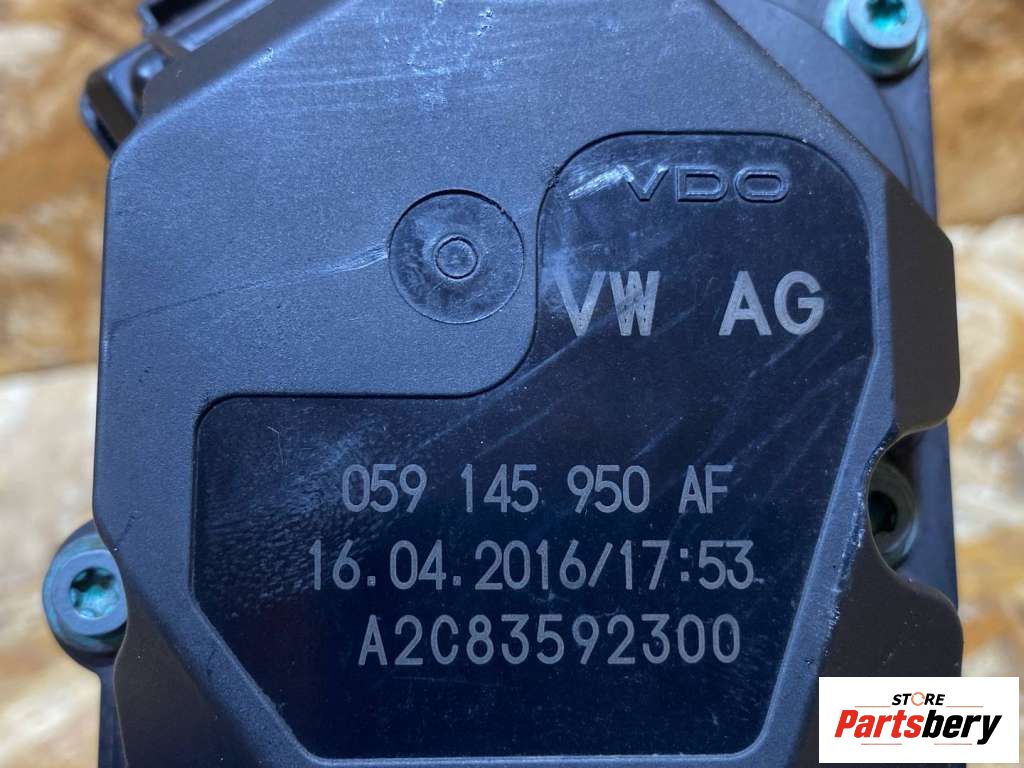 VDO
VW AG
059 145 950 AF
16.04.2016/17:53
A2C83592300
STORE
Partsbery